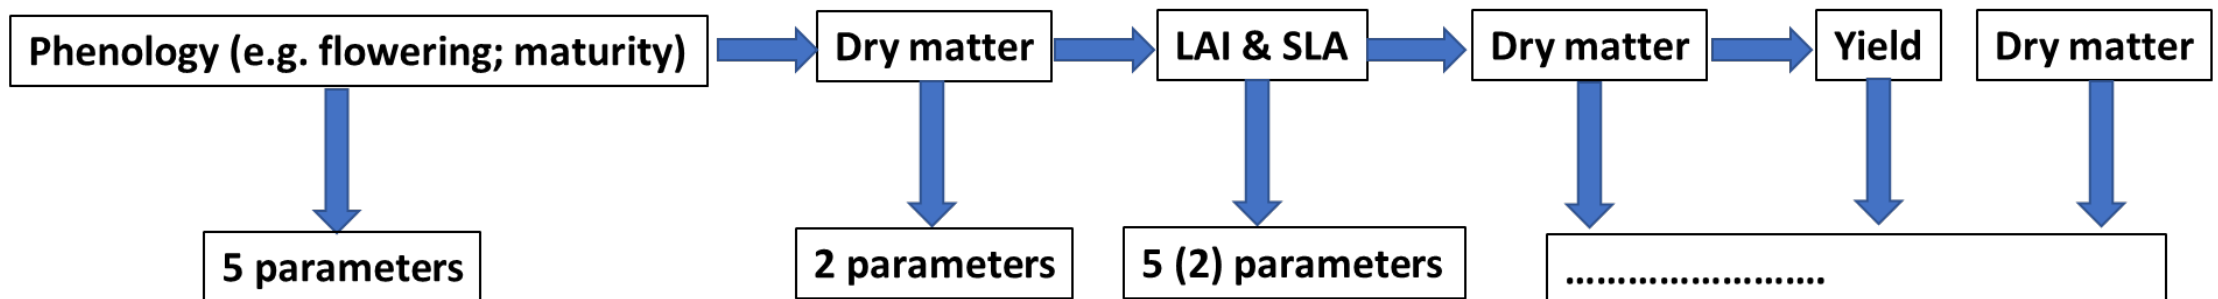 Phenology (e.g. flowering; maturity)
Dry matter
LAI & SLA
Dry matter
Yield
Dry matter
5 parameters
2 parameters
5 (2) parameters
……………………….